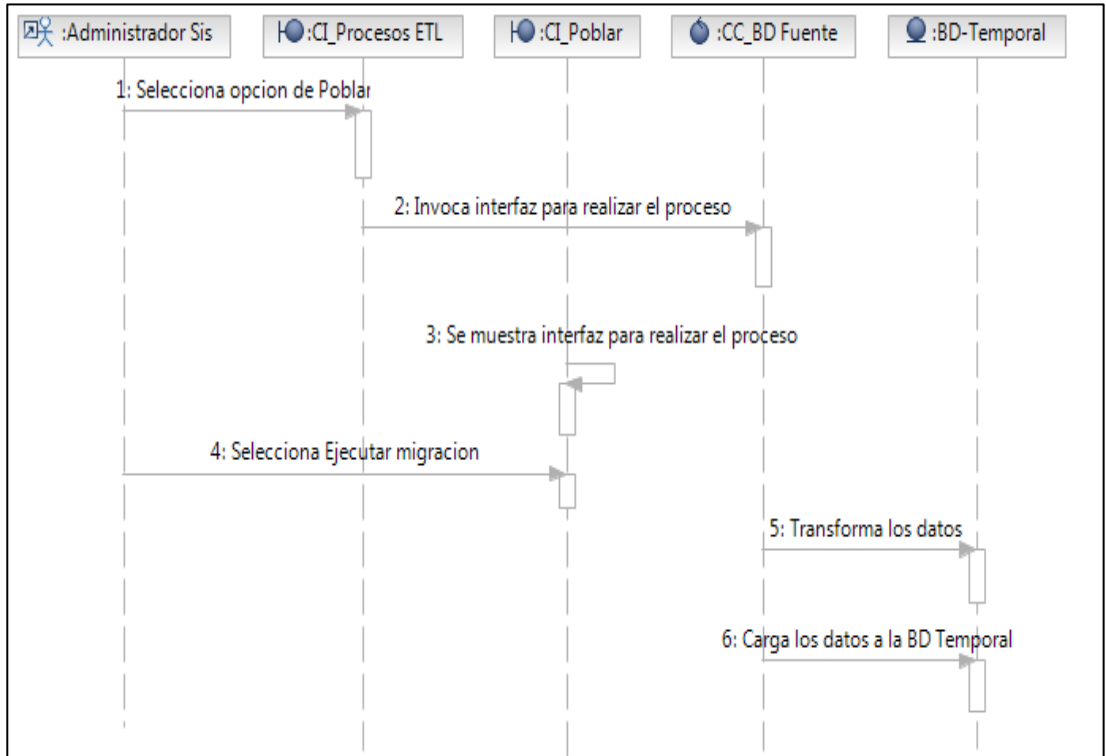 :Administrador Sis
:CI_Procesos ETL
:CI_Poblar
:CC_BD Fuente
:BD-Temporal
1: Selecciona opcion de Poblar
2: Invoca interfaz para realizar el proceso
3: Se muestra interfaz para realizar el proceso
4: Selecciona Ejecutar migracion
5: Transforma los datos
6: Carga los datos a la BD Temporal